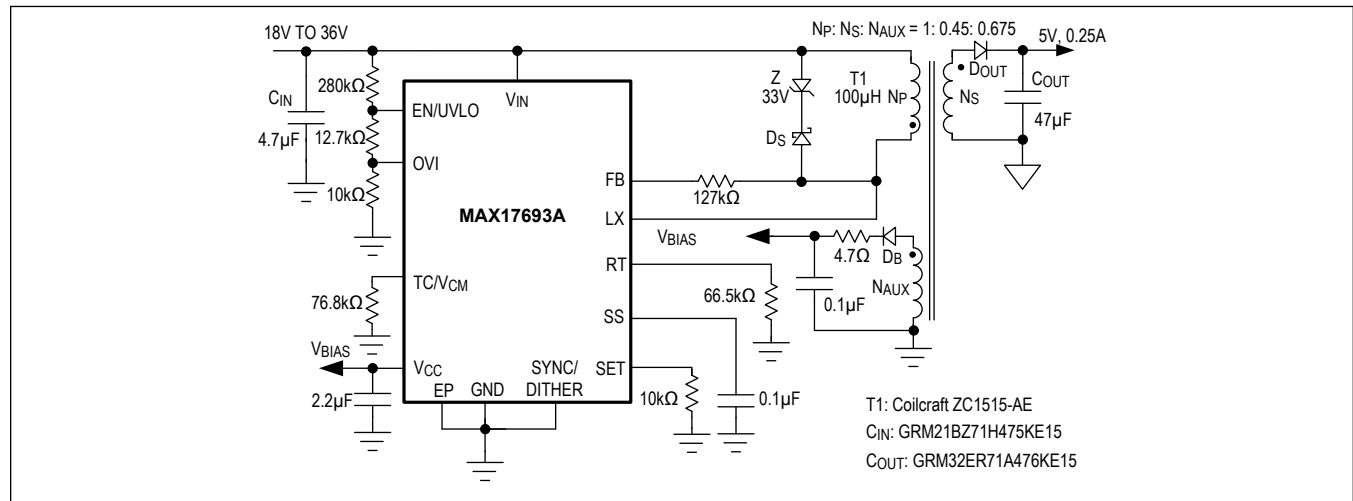 18V TO 36V
NP: NS: NAUX = 1: 0.45: 0.675
5V, 0.25A
CIN
4.7µF
280kΩ
12.7kΩ
10kΩ
EN/UVLO
OVI
VIN
Z
33V
DS
T1
100µH
NP
DOUT
NS
COUT
47µF
FB
127kΩ
LX
MAX17693A
VBIAS
4.7Ω
DB
0.1µF
NAUX
RT
66.5kΩ
TC/VCM
76.8kΩ
SS
0.1µF
VBIAS
VCC
2.2µF
EP
GND
SYNC/
DITHER
SET
10kΩ
T1: Coilcraft ZC1515-AE
CIN: GRM21BZ71H475KE15
COUT: GRM32ER71A476KE15